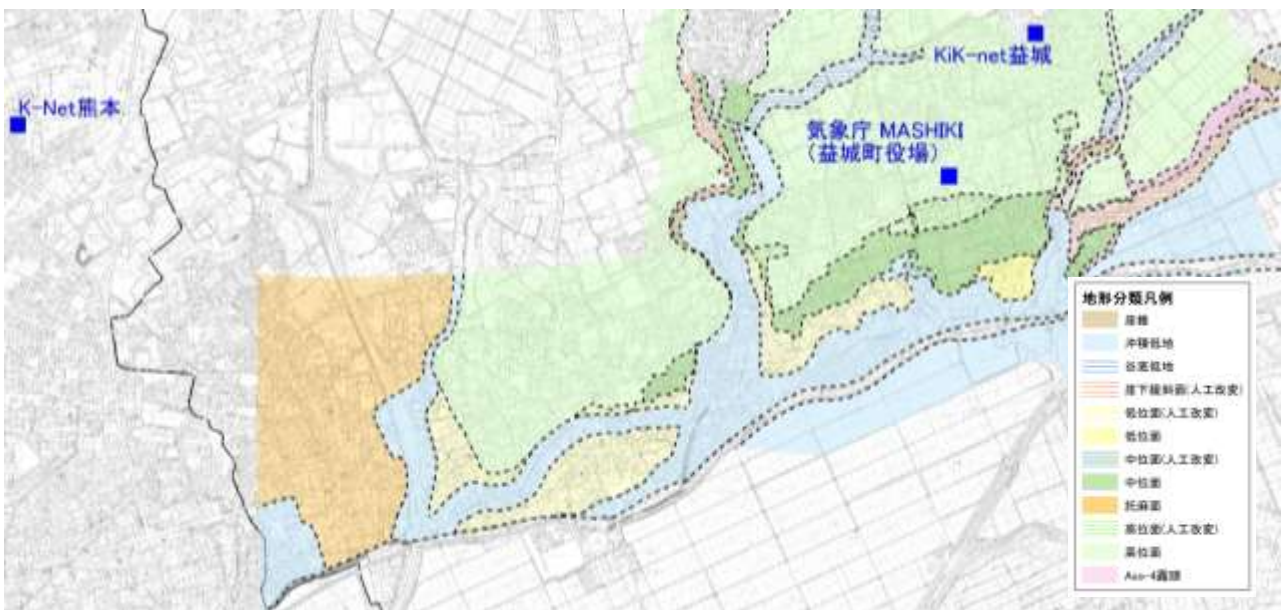 KiK-net益城
K-Net熊本
気象庁 MASHIKI
(益城町役場)
地形分類凡例
崖錐
沖積低地
谷底低地
崖下緩斜面(人工改変)
低位面(人工改変)
低位面
中位面(人工改変)
中位面
託麻面
高位面(人工改変)
高位面
Aso-4露頭